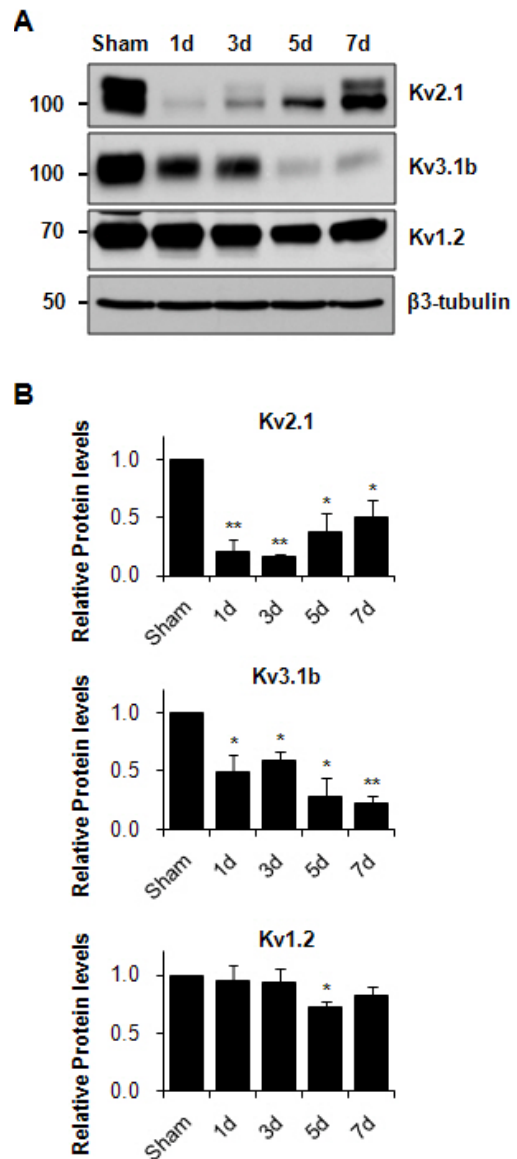 A
Sham 1d 3d 5d 7d
100 Kv2.1
100 Kv3.1b
70 Kv1.2
50 β3-tubulin
B
Kv2.1
Relative Protein levels
1.0
0.5
0.0
** ** * *
Sham 1d 3d 5d 7d
Kv3.1b
Relative Protein levels
1.0
0.5
0.0
* * * **
Sham 1d 3d 5d 7d
Kv1.2
Relative Protein levels
1.0
0.5
0.0
*
Sham 1d 3d 5d 7d